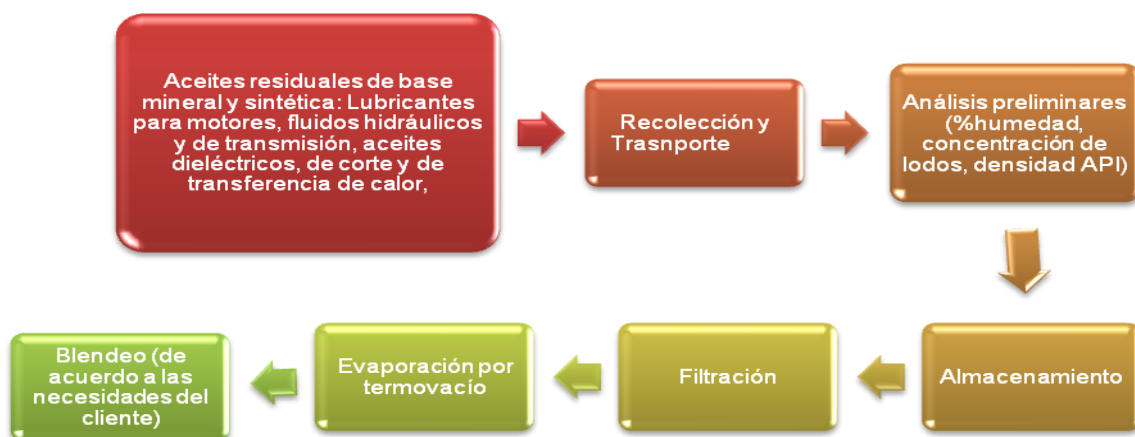 Aceites residuales de base
mineral y sintética: Lubricantes
para motores, fluidos hidráulicos
y de transmisión, aceites
dieléctricos, de corte y de
transferencia de calor,
Recolección y
Trasnporte
Análisis preliminares
(%humedad,
concentración de
lodos, densidad API)
Almacenamiento
Filtración
Evaporación por
termovacío
Blendeo (de
acuerdo a las
necesidades del
cliente)